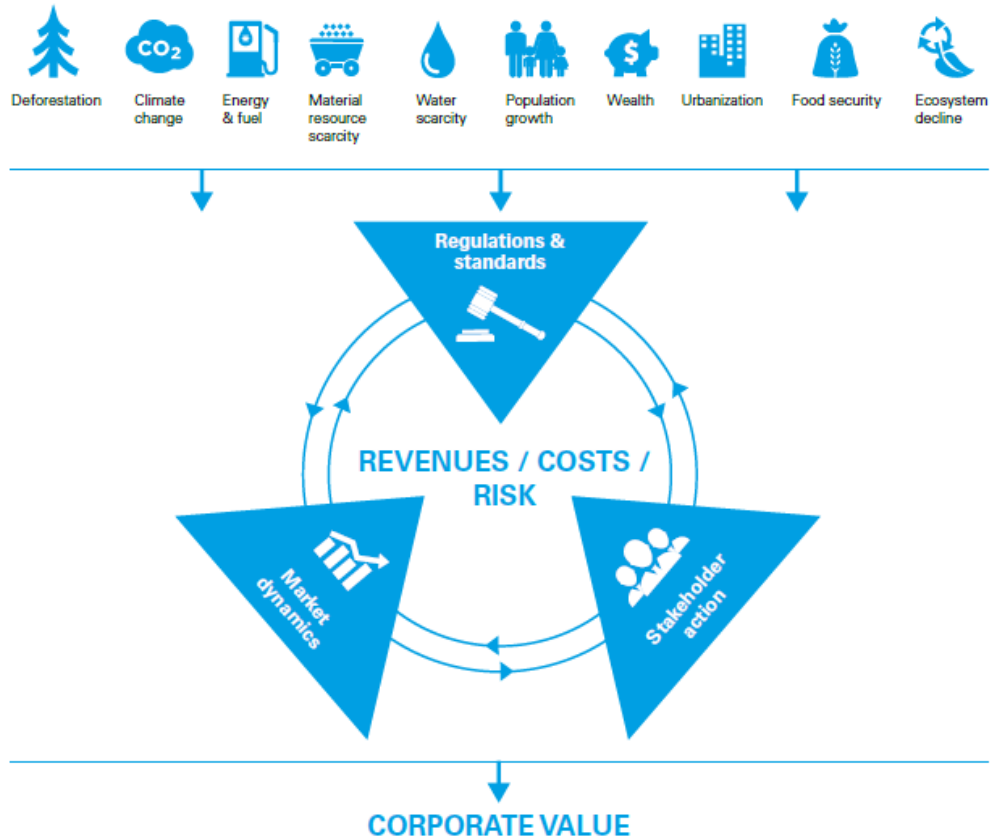 CO2
$
Deforestation
Climate
change
Energy
& fuel
Material
resource
scarcity
Water
scarcity
Population
growth
Wealth
Urbanization
Food security
Ecosystem
decline
Regulations &
standards
REVENUES / COSTS /
RISK
Market
dynamics
Stakeholder
action
CORPORATE VALUE